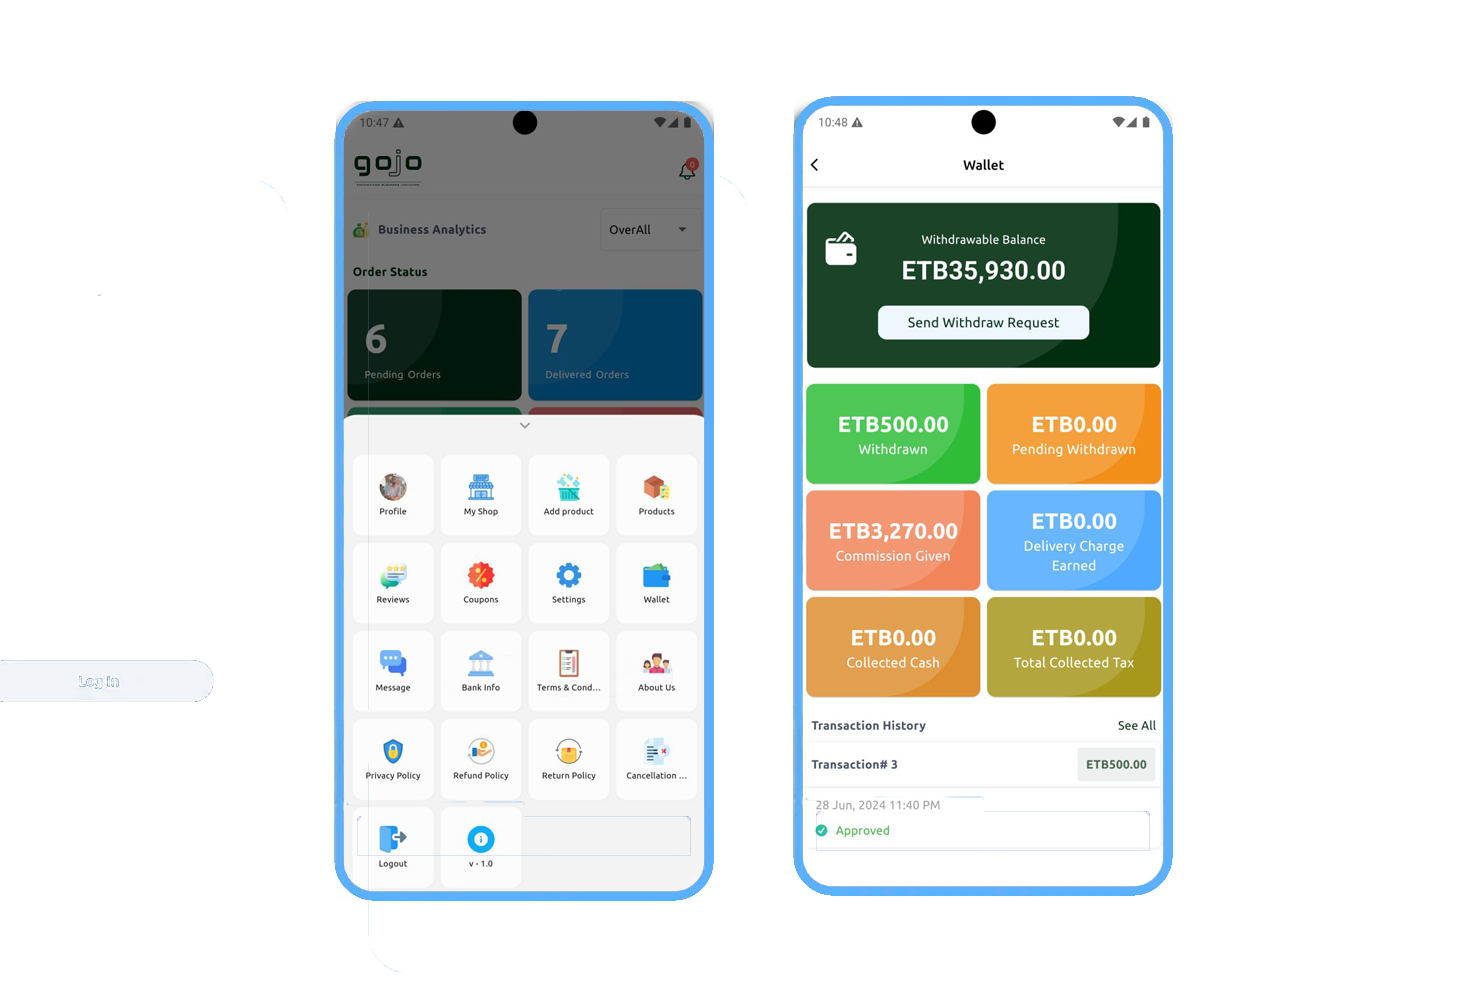 10:47
gojo
0
Business Analytics
OverAll
Order Status
6
Pending Orders
7
Delivered Orders
Profile
My Shop
Add product
Products
Reviews
Coupons
Settings
Wallet
Message
Bank Info
Terms & Cond...
About Us
Privacy Policy
Refund Policy
Return Policy
Cancellation ...
Logout
v - 1.0
Log In
10:48
Wallet
Withdrawable Balance
ETB35,930.00
Send Withdraw Request
ETB500.00
Withdrawn
ETB0.00
Pending Withdrawn
ETB3,270.00
Commission Given
ETB0.00
Delivery Charge
Earned
ETB0.00
Collected Cash
ETB0.00
Total Collected Tax
Transaction History
See All
Transaction# 3
ETB500.00
28 Jun, 2024 11:40 PM
Approved